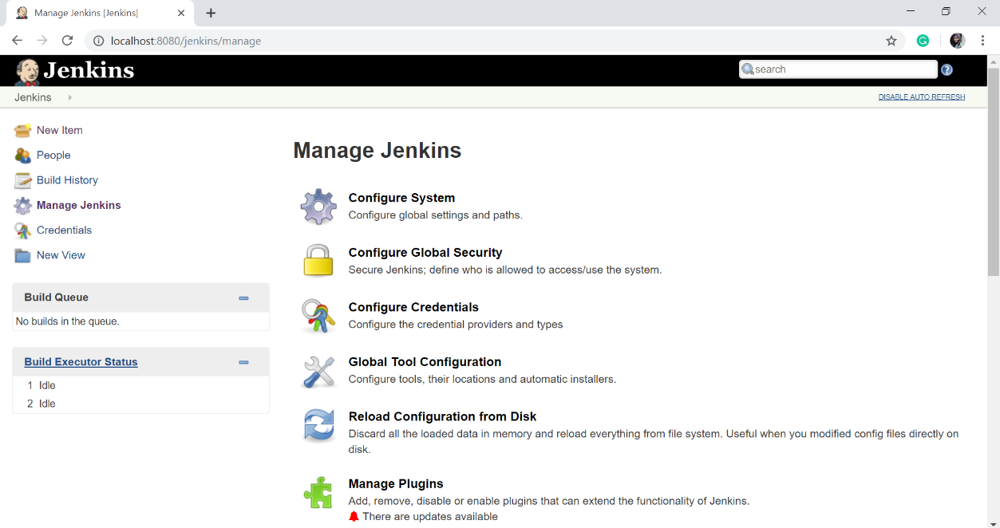 Manage Jenkins [Jenkins]
localhost:8080/jenkins/manage
Jenkins
search
Jenkins
DISABLE AUTO REFRESH
New Item
People
Build History
Manage Jenkins
Credentials
New View
Build Queue
No builds in the queue.
Build Executor Status
1 Idle
2 Idle
Manage Jenkins
Configure System
Configure global settings and paths.
Configure Global Security
Secure Jenkins; define who is allowed to access/use the system.
Configure Credentials
Configure the credential providers and types
Global Tool Configuration
Configure tools, their locations and automatic installers.
Reload Configuration from Disk
Discard all the loaded data in memory and reload everything from file system. Useful when you modified config files directly on
disk.
Manage Plugins
Add, remove, disable or enable plugins that can extend the functionality of Jenkins.
There are updates available